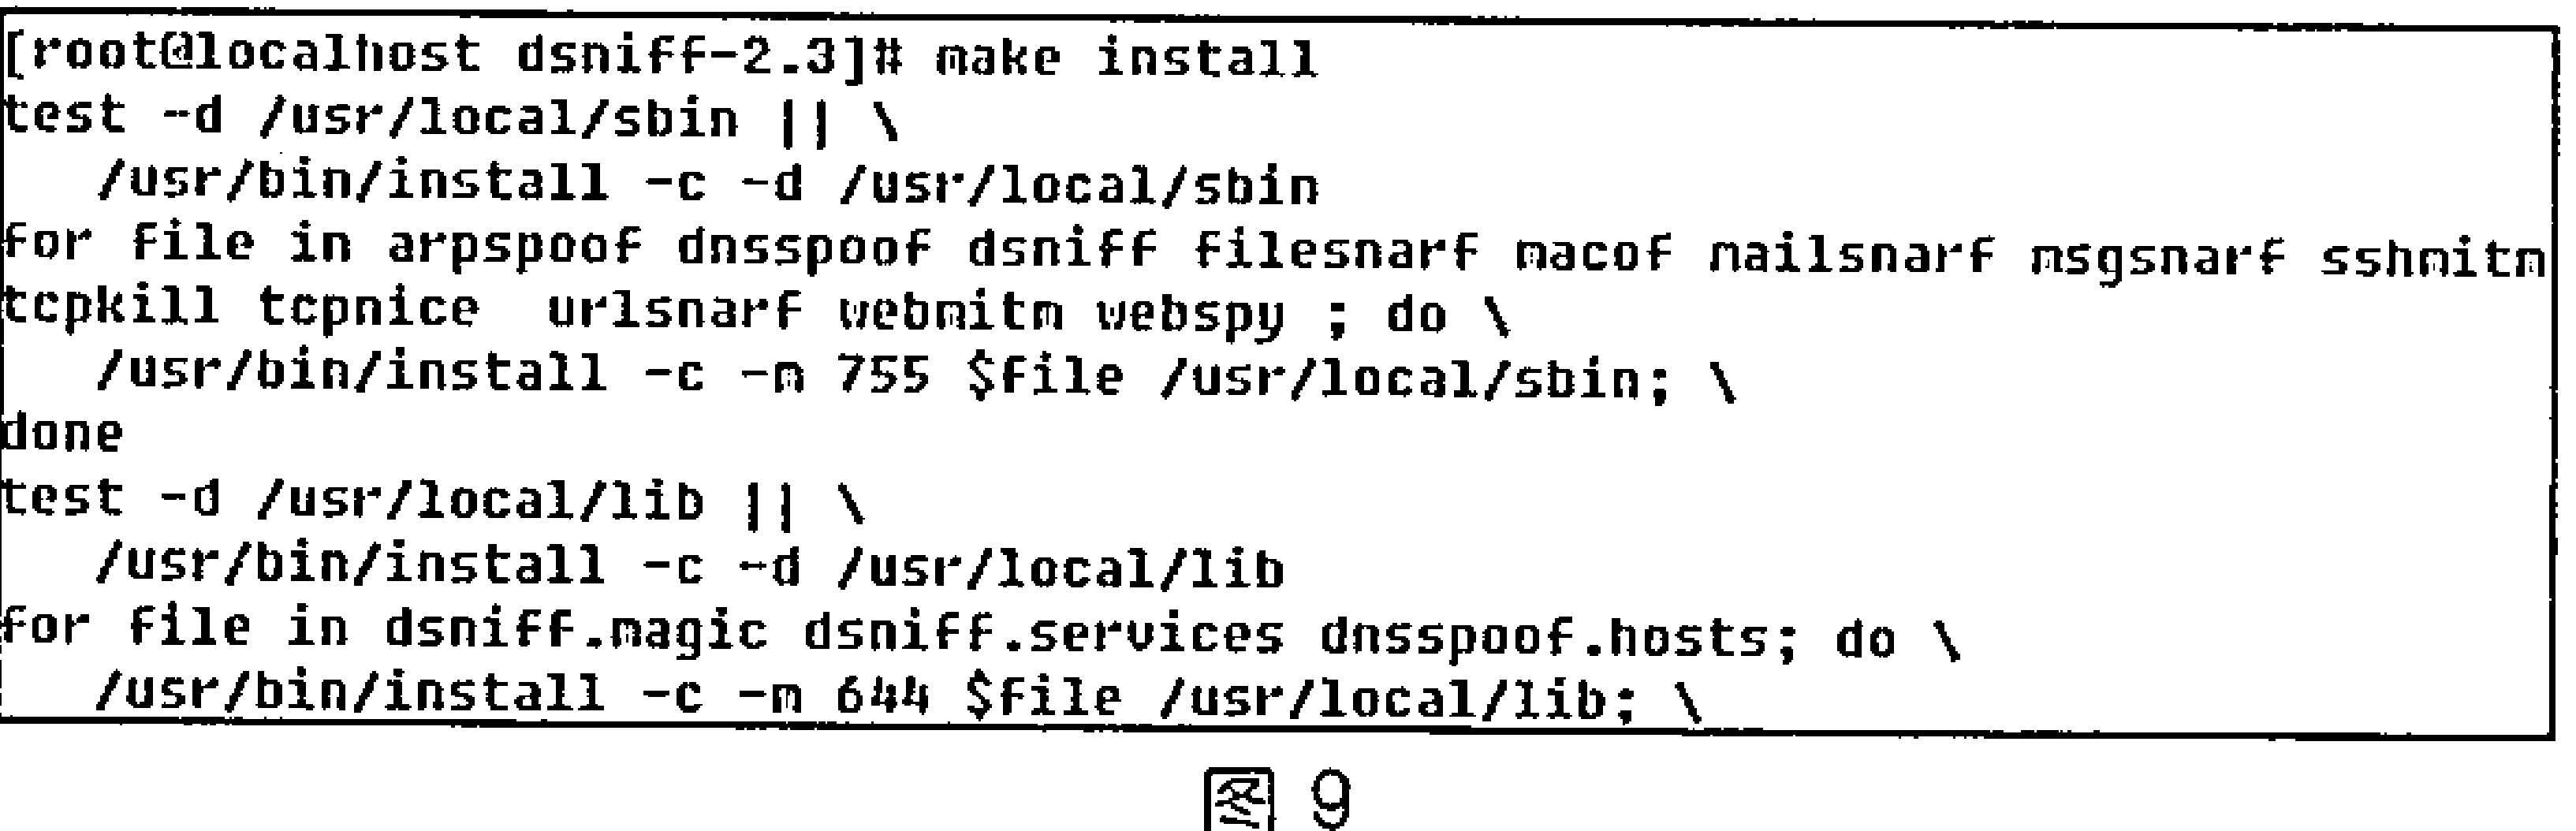 [root@localhost dsniff-2.3]# make install
test -d /usr/local/sbin || \
   /usr/bin/install -c -d /usr/local/sbin
for file in arpspoof dnsspoof dsniff filesnarf macof mailsnarf msgsnarf sshmitm
tcpkill tcpnice  urlsnarf webmitm webspy ; do \
   /usr/bin/install -c -m 755 $file /usr/local/sbin; \
done
test -d /usr/local/lib || \
   /usr/bin/install -c -d /usr/local/lib
for file in dsniff.magic dsniff.services dnsspoof.hosts; do \
   /usr/bin/install -c -m 644 $file /usr/local/lib; \
图 9